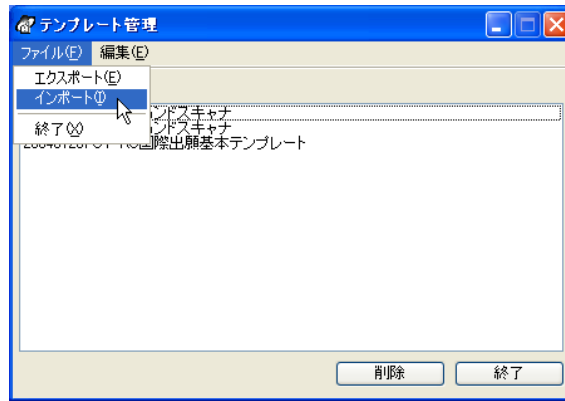 テンプレート管理
ファイル(F) 編集(E)
エクスポート(E)
インポート(I)
終了(X)
ンドスキャナ
ンドスキャナ
国際出願基本テンプレート
削除 終了